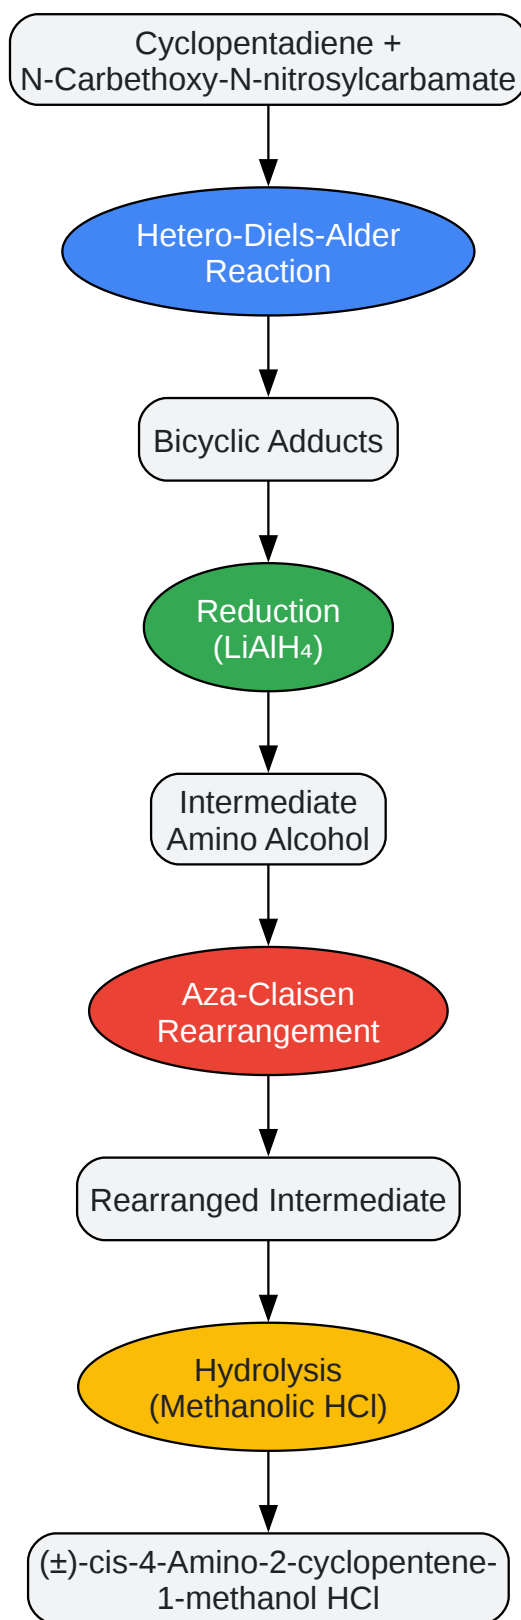 Cyclopentadiene +
N-Carbethoxy-N-nitrosylcarbamate
Hetero-Diels-Alder
Reaction
Bicyclic Adducts
Reduction
(LiAlH₄)
Intermediate
Amino Alcohol
Aza-Claisen
Rearrangement
Rearranged Intermediate
Hydrolysis
(Methanolic HCl)
(±)-cis-4-Amino-2-cyclopentene-
1-methanol HCl